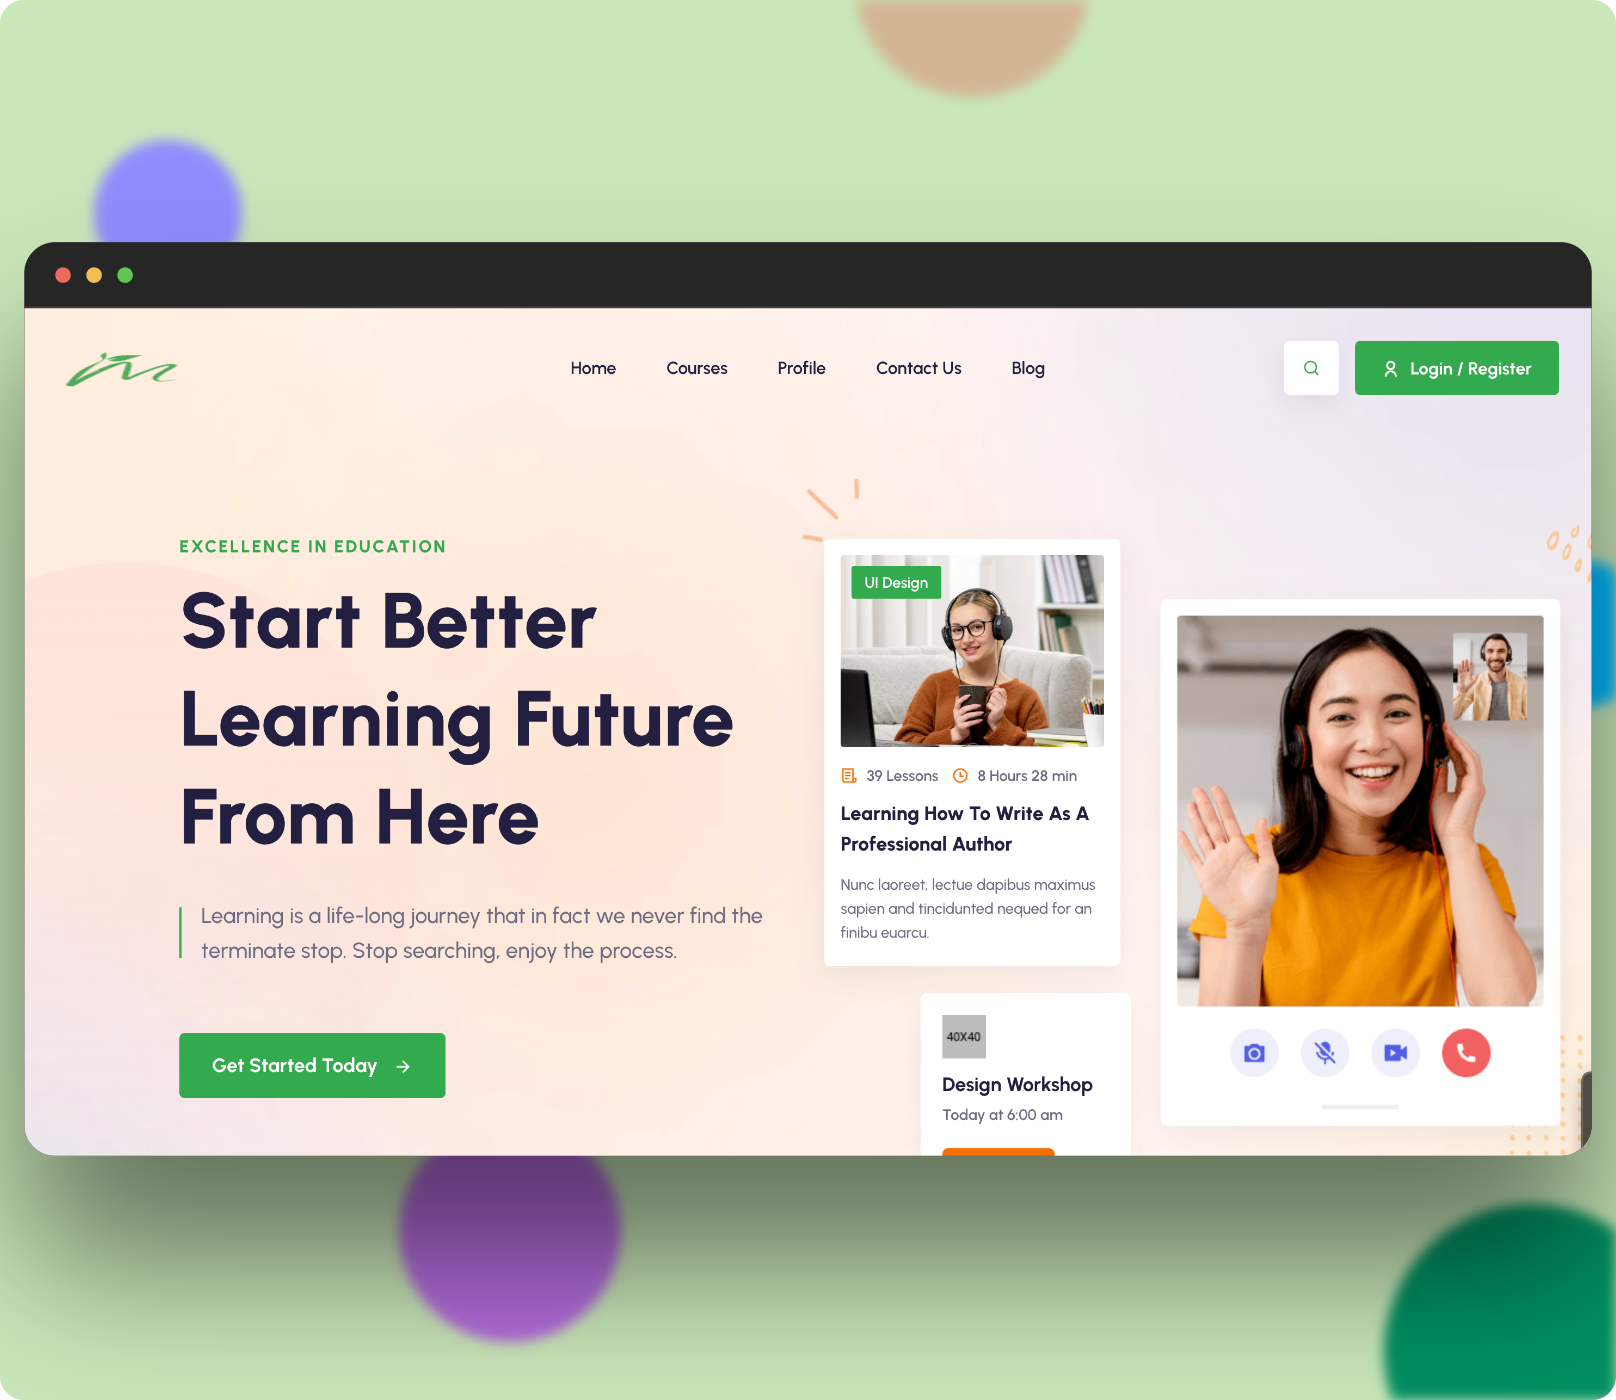 Home Courses Profile Contact Us Blog
Login / Register
EXCELLENCE IN EDUCATION
Start Better
Learning Future
From Here
Learning is a life-long journey that in fact we never find the
terminate stop. Stop searching, enjoy the process.
Get Started Today
UI Design
39 Lessons 8 Hours 28 min
Learning How To Write As A
Professional Author
Nunc laoreet, lectue dapibus maximus
sapien and tincidunted nequed for an
finibu euarcu.
40X40
Design Workshop
Today at 6:00 am